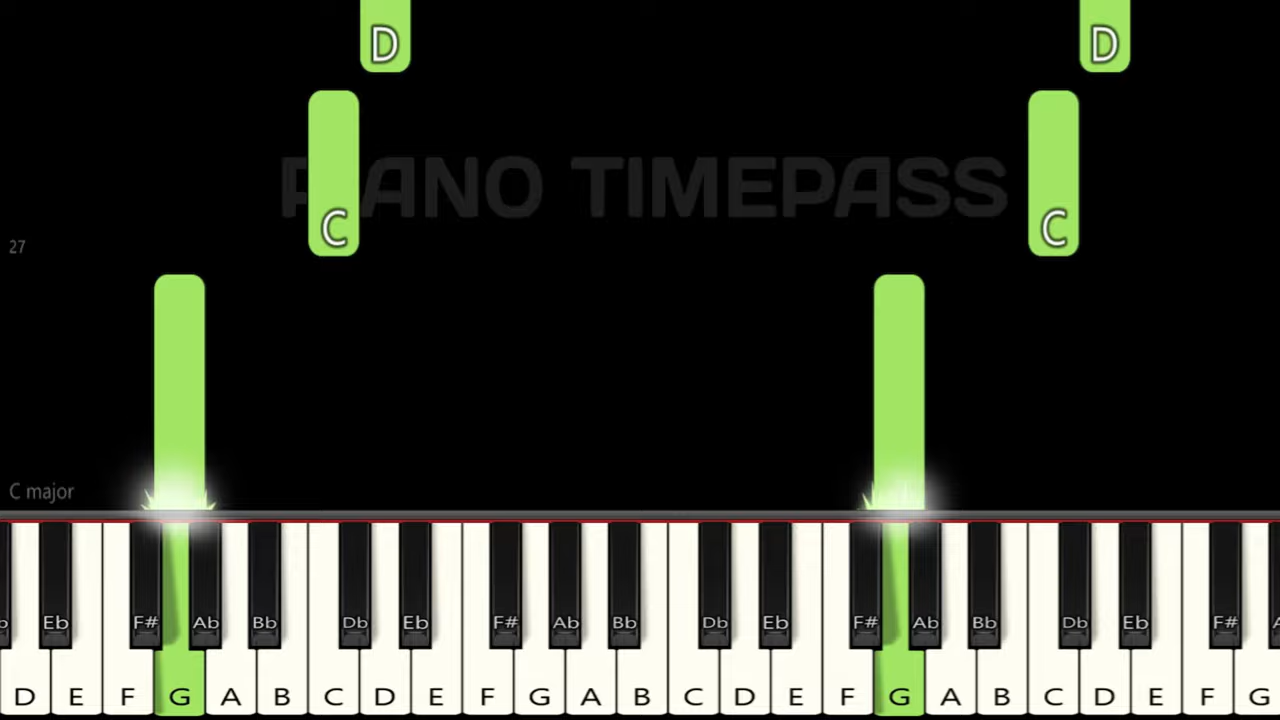 D D
PIANO TIMEPASS
C C
27
C major
b Eb F# Ab Bb Db Eb F# Ab Bb Db Eb F# Ab Bb Db Eb F# A
D E F G A B C D E F G A B C D E F G A B C D E F G